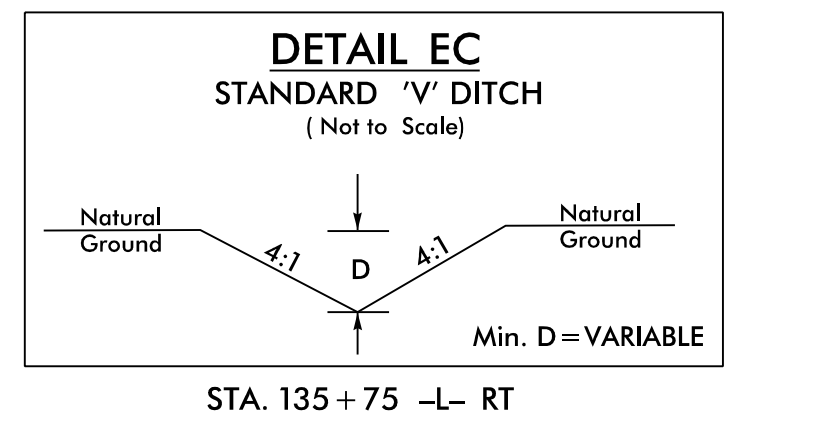 DETAIL EC
STANDARD 'V' DITCH
( Not to Scale)
Natural
Ground
4:1
D
4:1
Natural
Ground
Min. D = VARIABLE
STA. 135 + 75 -L- RT